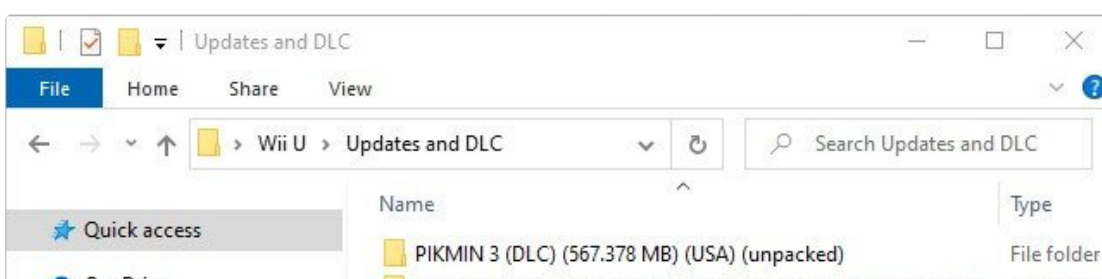 Updates and DLC
File Home Share View
Wii U > Updates and DLC Search Updates and DLC
Name Type
Quick access
PIKMIN 3 (DLC) (567.378 MB) (USA) (unpacked) File folder